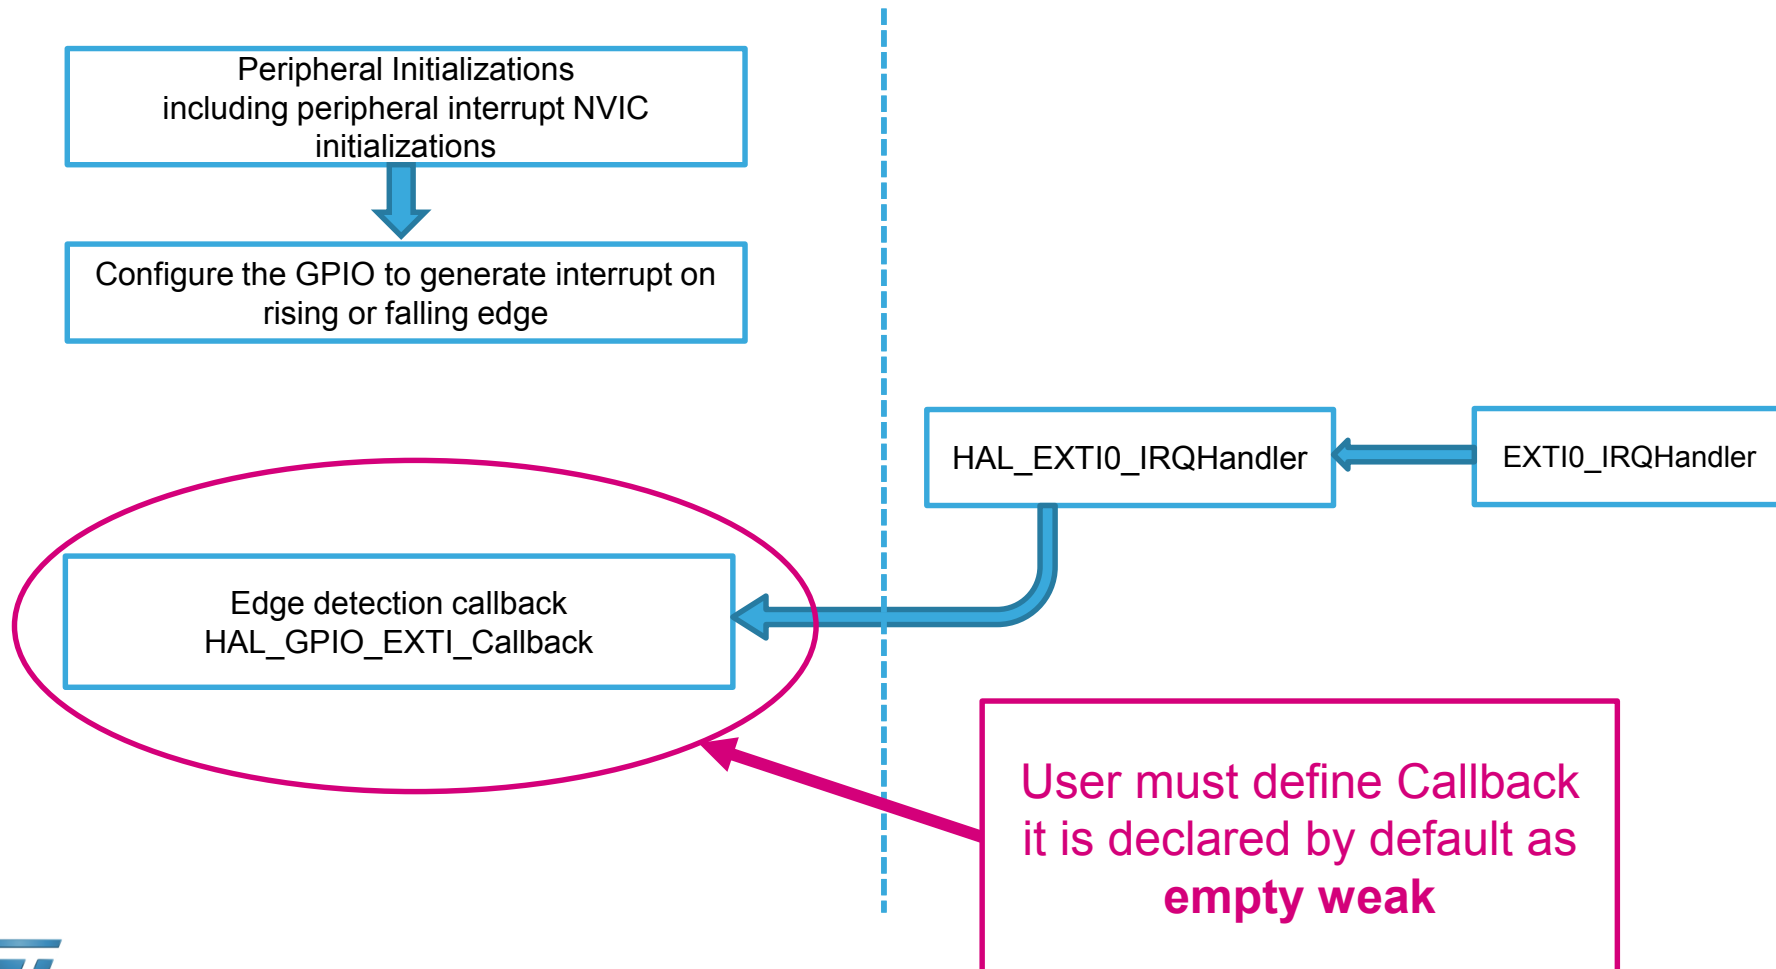 Peripheral Initializations
including peripheral interrupt NVIC
initializations
Configure the GPIO to generate interrupt on
rising or falling edge
HAL_EXTI0_IRQHandler
EXTI0_IRQHandler
Edge detection callback
HAL_GPIO_EXTI_Callback
User must define Callback
it is declared by default as
empty weak